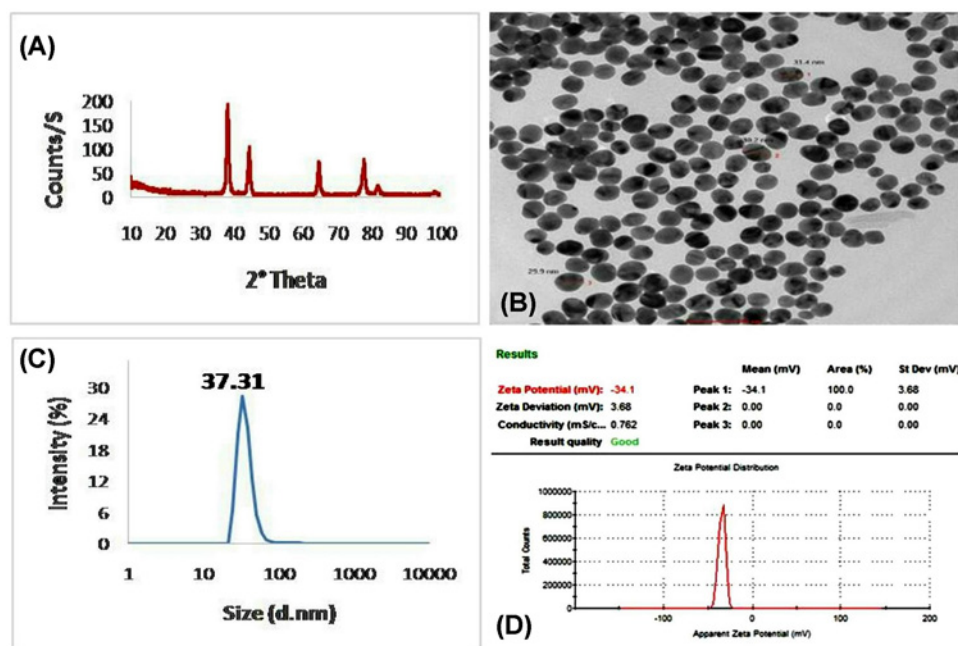 (A)
200
150
100
50
0
Counts/S
10 20 30 40 50 60 70 80 90 100
2* Theta
31.4 nm
29.9 nm
(B)
(C)
37.31
30
24
18
12
6
0
Intensity (%)
1 10 100 1000 10000
Size (d.nm)
Results
Mean (mV) Area (%) St Dev (mV)
Zeta Potential (mV): -34.1 Peak 1: -34.1 100.0 3.68
Zeta Deviation (mV): 3.68 Peak 2: 0.00 0.0 0.00
Conductivity (mS/c... 0.762 Peak 3: 0.00 0.0 0.00
Result quality Good
Zeta Potential Distribution
1000000
800000
600000
400000
200000
0
Total Counts
-100 0 100 200
Apparent Zeta Potential (mV)
(D)